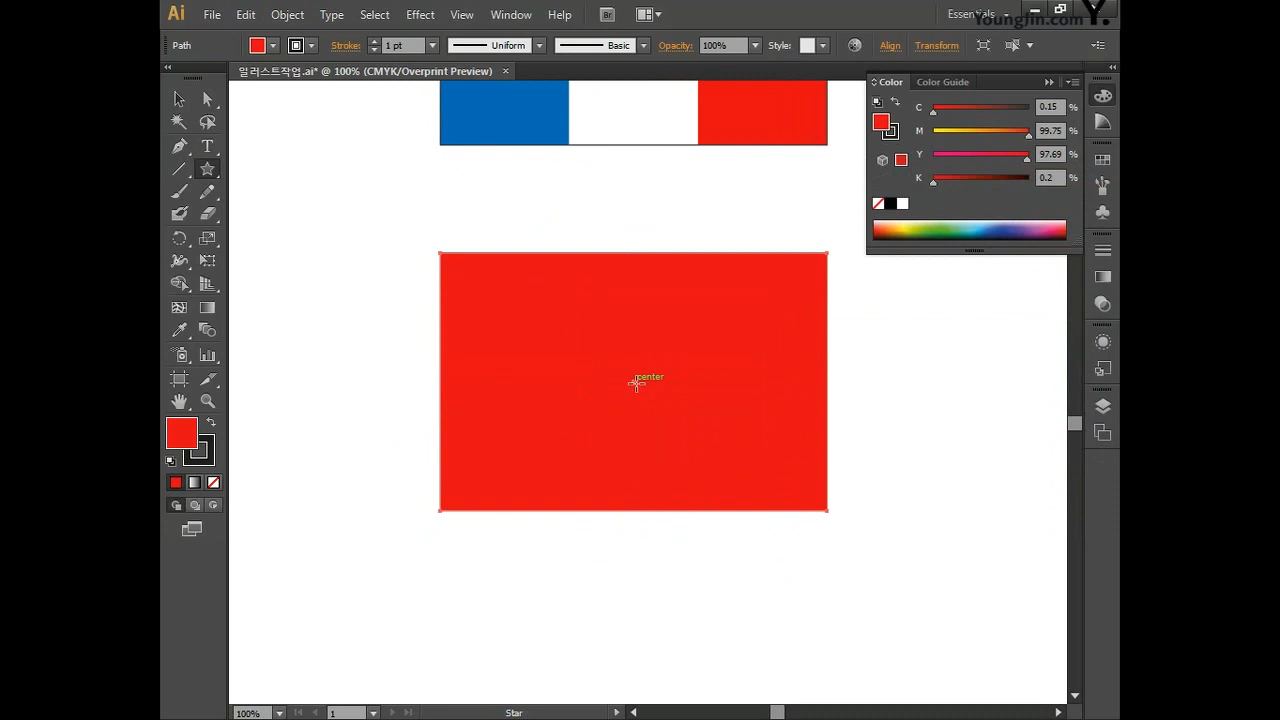 Ai File Edit Object Type Select Effect View Window Help Br Essentials
YoungJin.com Y.
Path Stroke: 1 pt Uniform Basic Opacity: 100% Style: Align Transform
일러스트작업.ai* @ 100% (CMYK/Overprint Preview)
Color Color Guide
C 0.15 %
M 99.75 %
Y 97.69 %
K 0.2 %
T
center
100% 1 Star